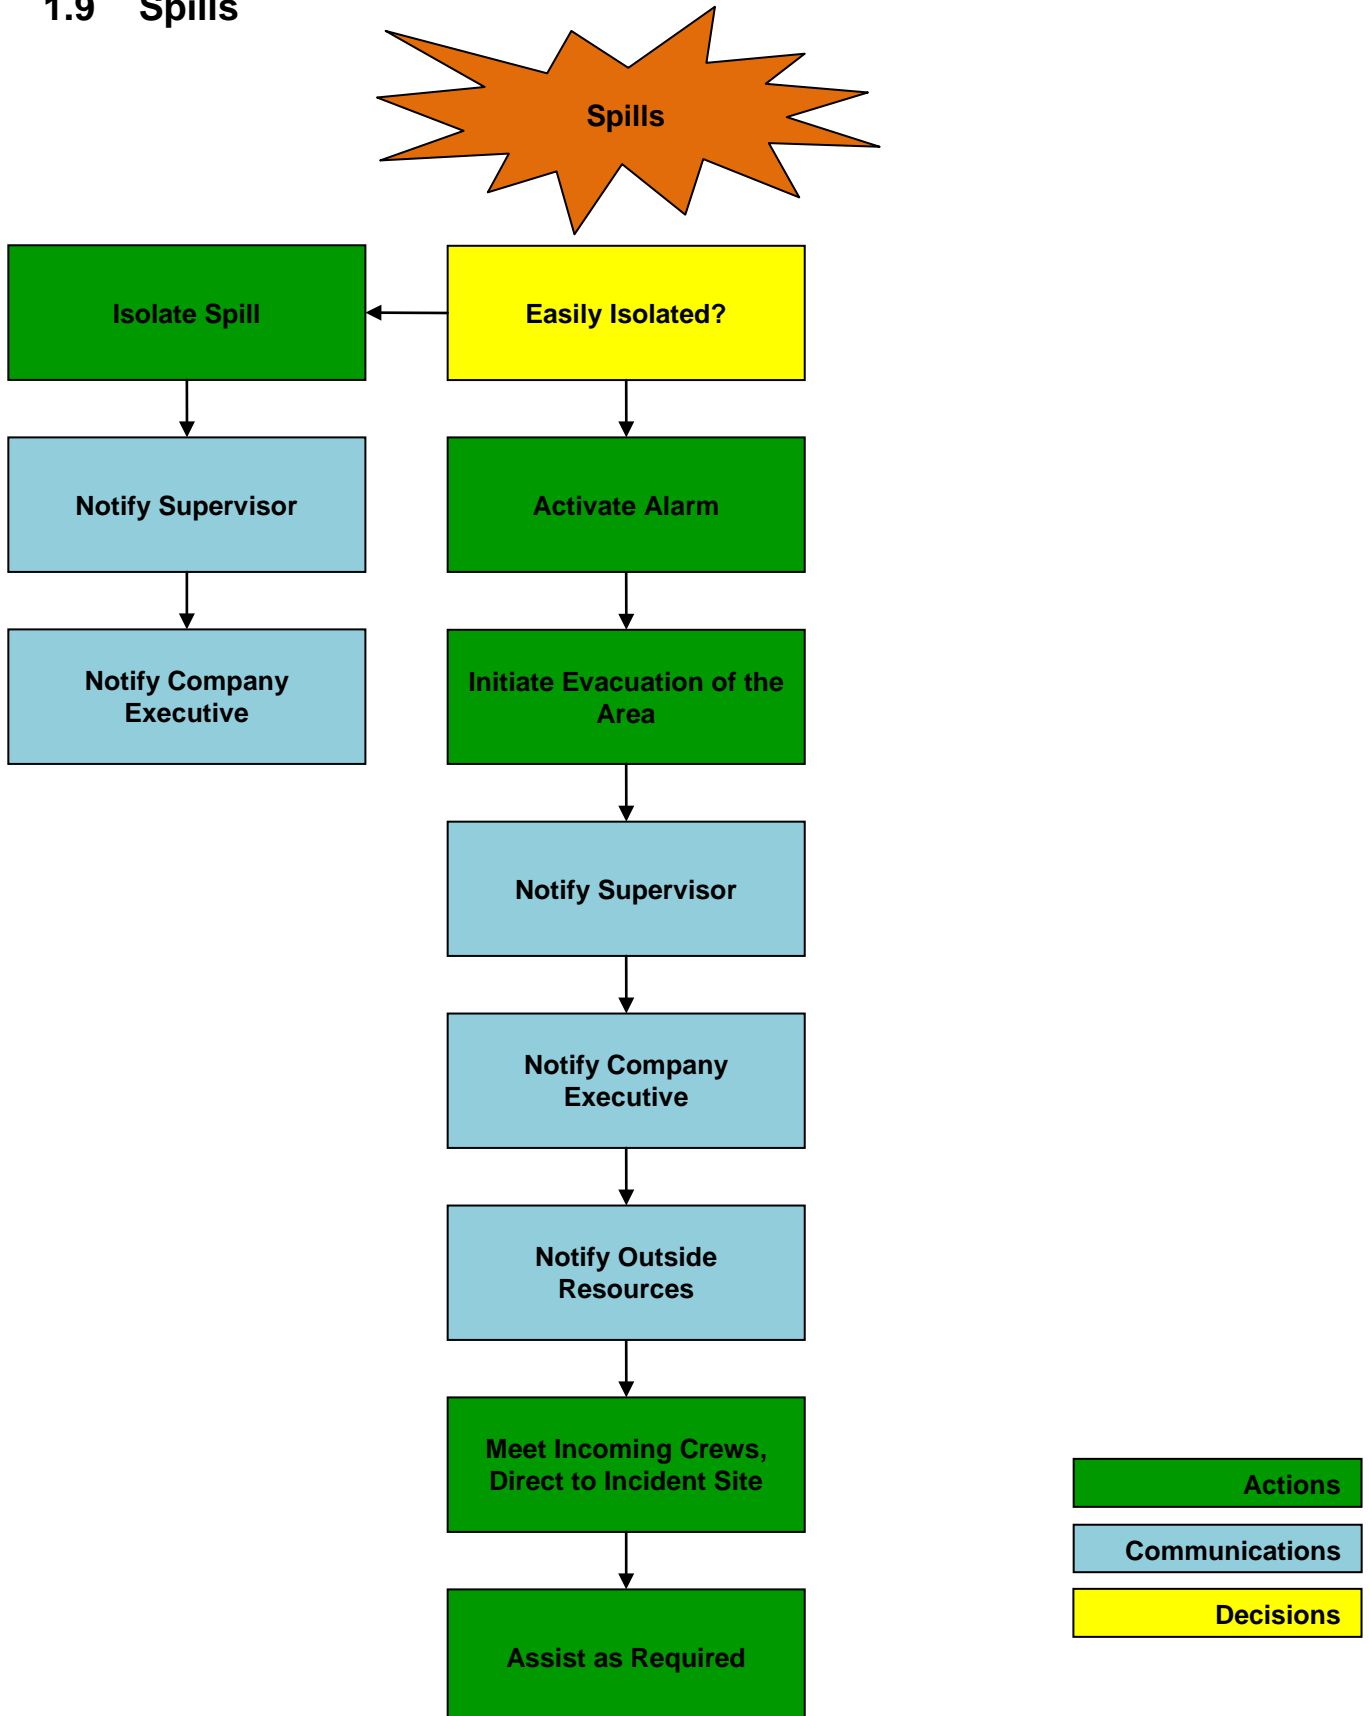 1.9 Spills
Spills
Isolate Spill
Easily Isolated?
Notify Supervisor
Activate Alarm
Notify Company
Executive
Initiate Evacuation of the
Area
Notify Supervisor
Notify Company
Executive
Notify Outside
Resources
Meet Incoming Crews,
Direct to Incident Site
Assist as Required
Actions
Communications
Decisions